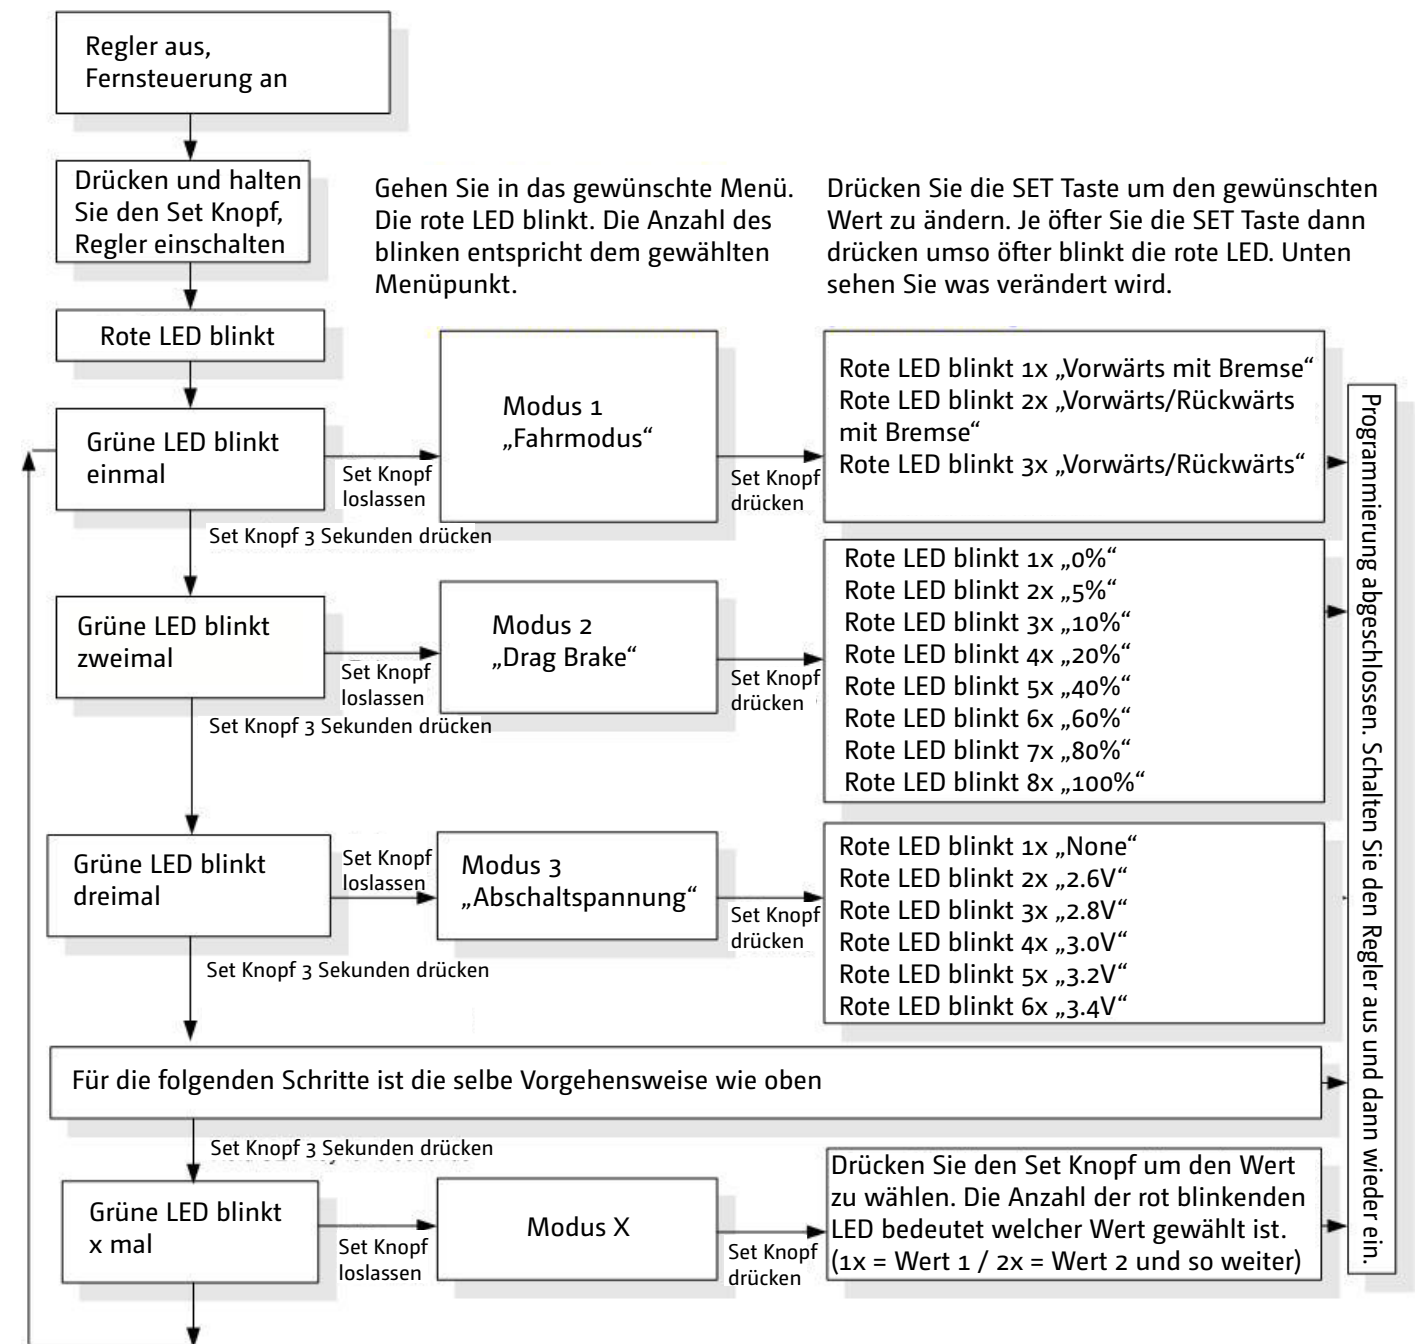 Regler aus,
Fernsteuerung an
Drücken und halten
Sie den Set Knopf,
Regler einschalten
Gehen Sie in das gewünschte Menü.
Die rote LED blinkt. Die Anzahl des
blinken entspricht dem gewählten
Menüpunkt.
Drücken Sie die SET Taste um den gewünschten
Wert zu ändern. Je öfter Sie die SET Taste dann
drücken umso öfter blinkt die rote LED. Unten
sehen Sie was verändert wird.
Rote LED blinkt
Grüne LED blinkt
einmal
Set Knopf
loslassen
Modus 1
„Fahrmodus“
Set Knopf
drücken
Rote LED blinkt 1x „Vorwärts mit Bremse“
Rote LED blinkt 2x „Vorwärts/Rückwärts
mit Bremse“
Rote LED blinkt 3x „Vorwärts/Rückwärts“
Set Knopf 3 Sekunden drücken
Grüne LED blinkt
zweimal
Set Knopf
loslassen
Modus 2
„Drag Brake“
Set Knopf
drücken
Rote LED blinkt 1x „0%“
Rote LED blinkt 2x „5%“
Rote LED blinkt 3x „10%“
Rote LED blinkt 4x „20%“
Rote LED blinkt 5x „40%“
Rote LED blinkt 6x „60%“
Rote LED blinkt 7x „80%“
Rote LED blinkt 8x „100%“
Set Knopf 3 Sekunden drücken
Grüne LED blinkt
dreimal
Set Knopf
loslassen
Modus 3
„Abschaltspannung“
Set Knopf
drücken
Rote LED blinkt 1x „None“
Rote LED blinkt 2x „2.6V“
Rote LED blinkt 3x „2.8V“
Rote LED blinkt 4x „3.0V“
Rote LED blinkt 5x „3.2V“
Rote LED blinkt 6x „3.4V“
Set Knopf 3 Sekunden drücken
Für die folgenden Schritte ist die selbe Vorgehensweise wie oben
Set Knopf 3 Sekunden drücken
Grüne LED blinkt
x mal
Set Knopf
loslassen
Modus X
Set Knopf
drücken
Drücken Sie den Set Knopf um den Wert
zu wählen. Die Anzahl der rot blinkenden
LED bedeutet welcher Wert gewählt ist.
(1x = Wert 1 / 2x = Wert 2 und so weiter)
Programmierung abgeschlossen. Schalten Sie den Regler aus und dann wieder ein.